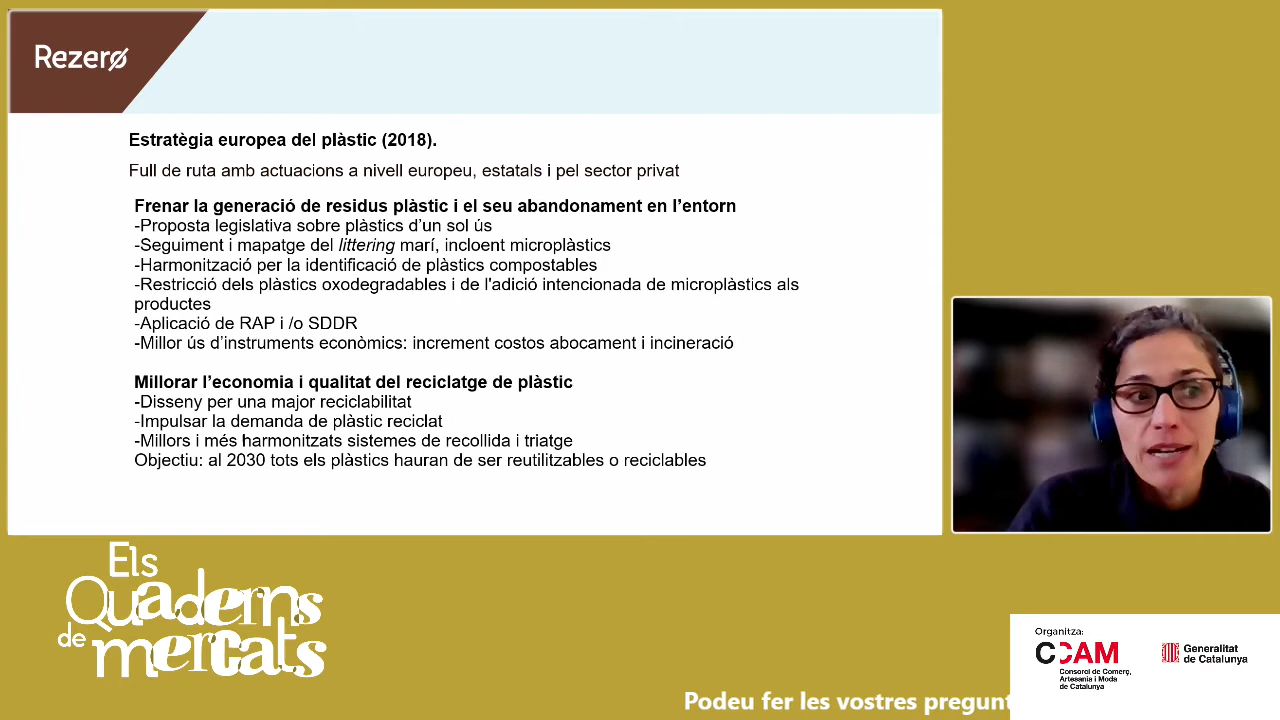 Rezero
Estratègia europea del plàstic (2018).
Full de ruta amb actuacions a nivell europeu, estatals i pel sector privat
Frenar la generació de residus plàstic i el seu abandonament en l’entorn
-Proposta legislativa sobre plàstics d’un sol ús
-Seguiment i mapatge del littering marí, incloent microplàstics
-Harmonització per la identificació de plàstics compostables
-Restricció dels plàstics oxodegradables i de l'adició intencionada de microplàstics als
productes
-Aplicació de RAP i /o SDDR
-Millor ús d’instruments econòmics: increment costos abocament i incineració
Millorar l’economia i qualitat del reciclatge de plàstic
-Disseny per una major reciclabilitat
-Impulsar la demanda de plàstic reciclat
-Millors i més harmonitzats sistemes de recollida i triatge
Objectiu: al 2030 tots els plàstics hauran de ser reutilitzables o reciclables
Els
Quaderns
de mercats
Organitza:
CCAM
Consorci de Comerç,
Artesania i Moda
de Catalunya
Generalitat
de Catalunya
Podeu fer les vostres pregunt